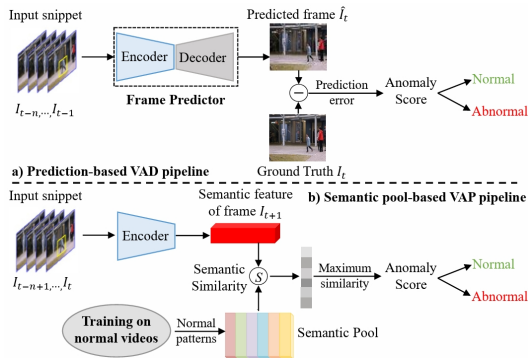 Input snippet
I_{t-n},⋯,I_{t-1}
Encoder
Decoder
Frame Predictor
Predicted frame Î_t
−
Ground Truth I_t
Prediction
error
Anomaly
Score
Normal
Abnormal
a) Prediction-based VAD pipeline
b) Semantic pool-based VAP pipeline
Input snippet
I_{t-n+1},⋯,I_t
Encoder
Semantic feature
of frame I_{t+1}
Semantic
Similarity
S
Maximum
similarity
Anomaly
Score
Normal
Abnormal
Training on
normal videos
Normal
patterns
Semantic Pool